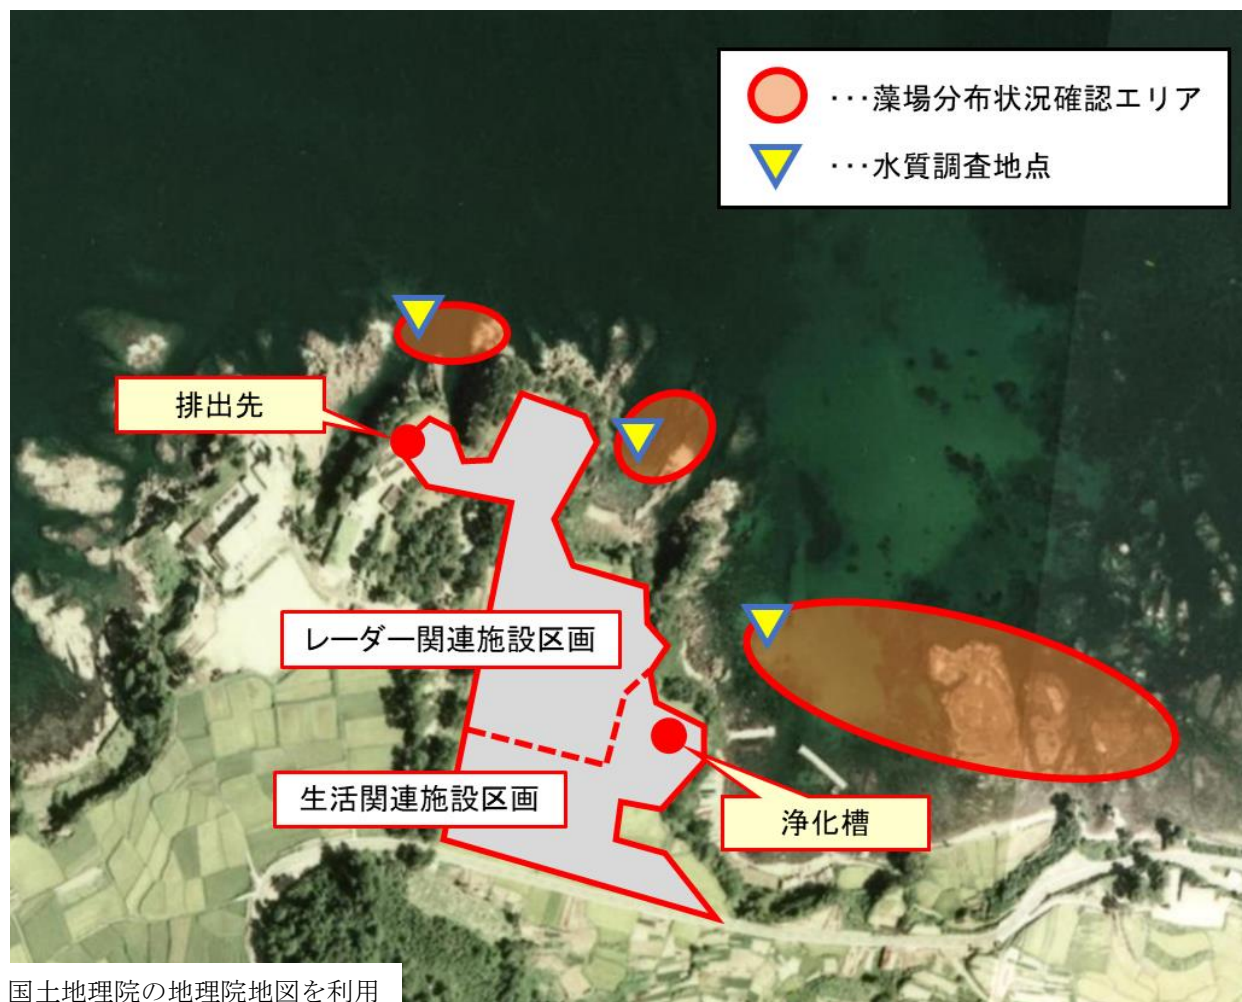 ･･･藻場分布状況確認エリア
･･･水質調査地点
排出先
レーダー関連施設区画
生活関連施設区画
浄化槽
国土地理院の地理院地図を利用